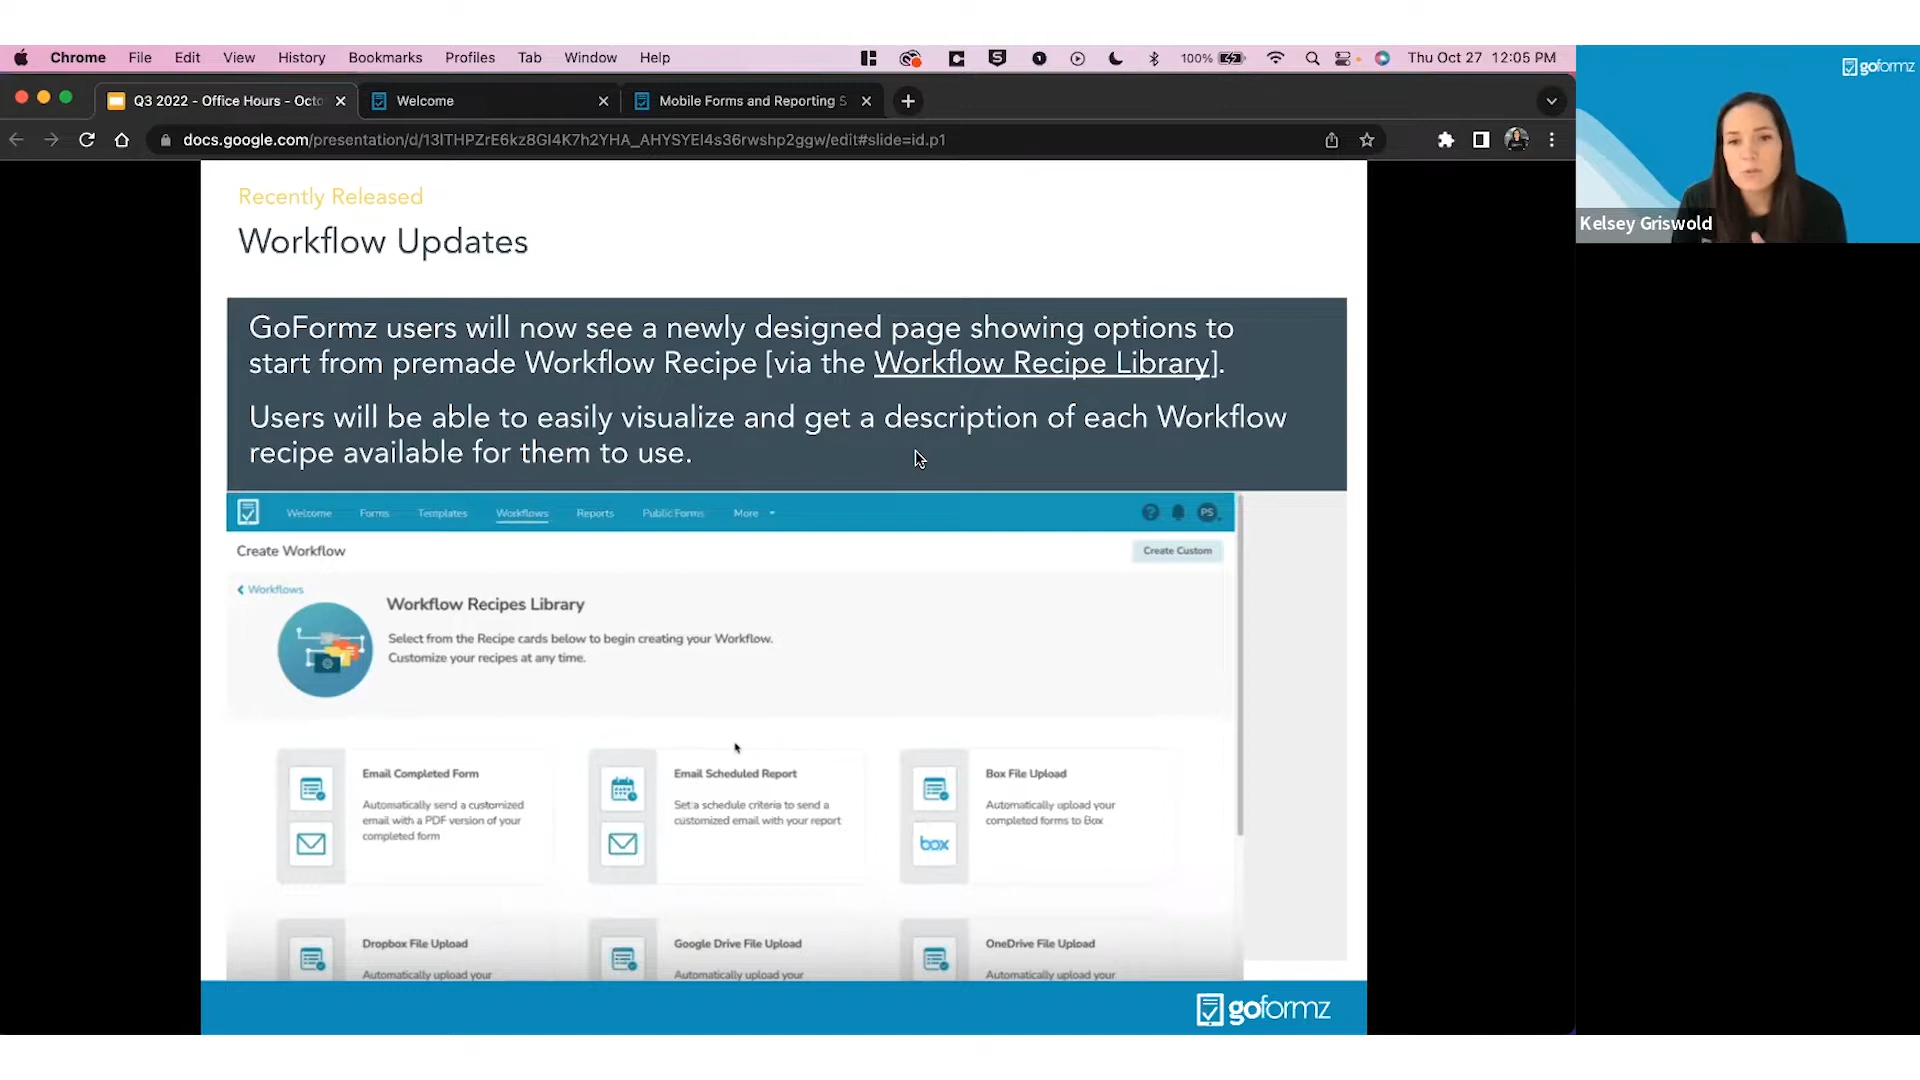 Chrome File Edit View History Bookmarks Profiles Tab Window Help 100% Thu Oct 27 12:05 PM
goformz
Q3 2022 - Office Hours - Octo Welcome Mobile Forms and Reporting S
docs.google.com/presentation/d/13lTHPZrE6kz8GI4K7h2YHA_AHYSYEI4s36rwshp2ggw/edit#slide=id.p1
Kelsey Griswold
Recently Released
Workflow Updates
GoFormz users will now see a newly designed page showing options to
start from premade Workflow Recipe [via the Workflow Recipe Library].
Users will be able to easily visualize and get a description of each Workflow
recipe available for them to use.
Welcome Forms Templates Workflows Reports Public Forms More PS
Create Workflow Create Custom
Workflows
Workflow Recipes Library
Select from the Recipe cards below to begin creating your Workflow.
Customize your recipes at any time.
Email Completed Form
Automatically send a customized
email with a PDF version of your
completed form
Email Scheduled Report
Set a schedule criteria to send a
customized email with your report
Box File Upload
Automatically upload your
completed forms to Box
box
Dropbox File Upload
Automatically upload your
Google Drive File Upload
Automatically upload your
OneDrive File Upload
Automatically upload your
goformz